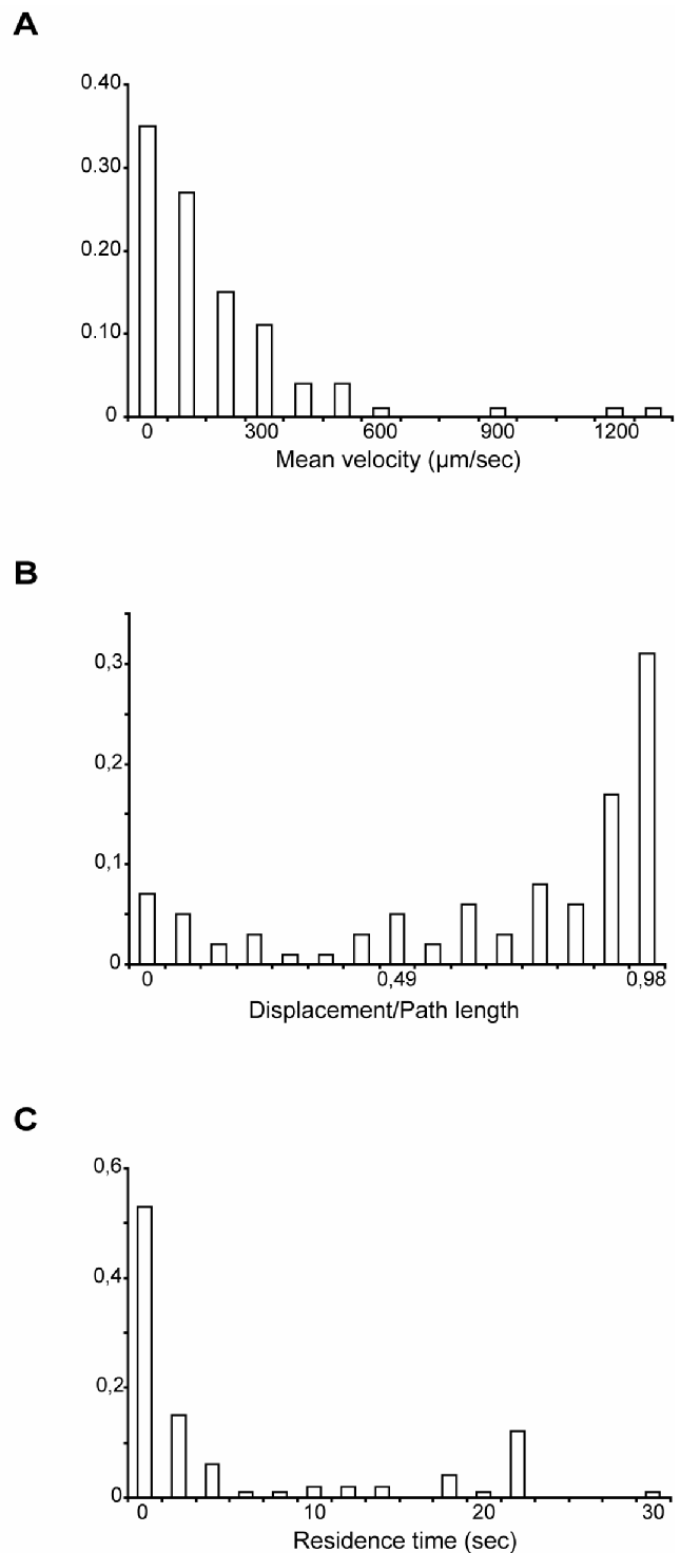 A
0.40
0.30
0.20
0.10
0
0 300 600 900 1200
Mean velocity (µm/sec)
B
0,3
0,2
0,1
0
0 0,49 0,98
Displacement/Path length
C
0,6
0,4
0,2
0
0 10 20 30
Residence time (sec)